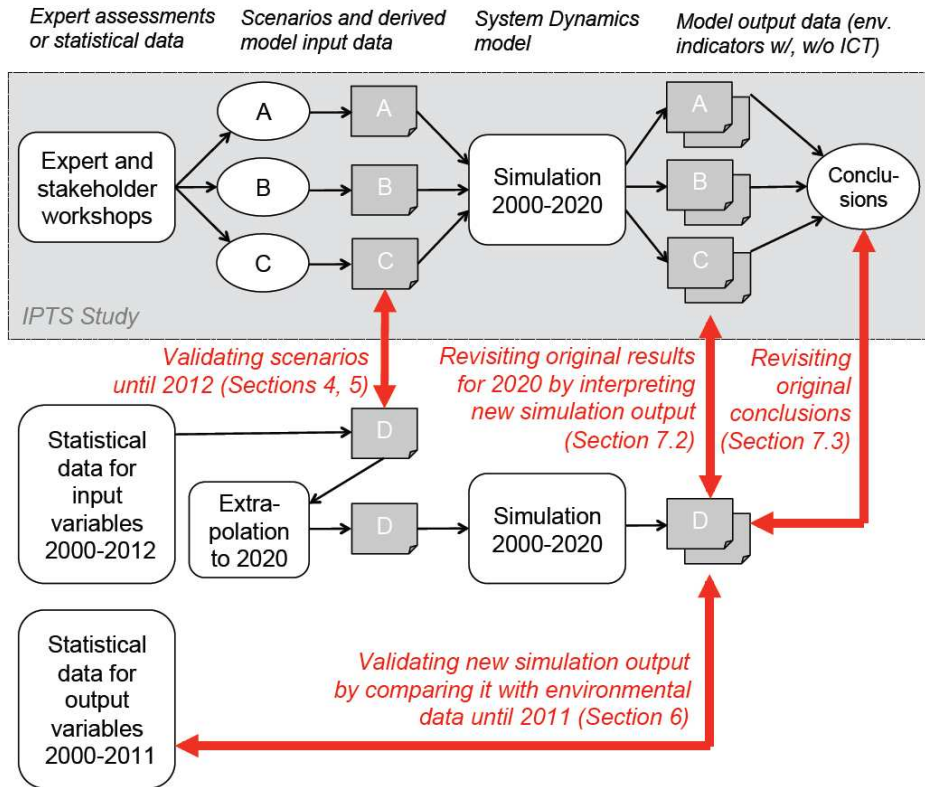 Expert assessments
or statistical data
Scenarios and derived
model input data
System Dynamics
model
Model output data (env.
indicators w/, w/o ICT)
Expert and
stakeholder
workshops
A
B
C
A
B
C
Simulation
2000-2020
A
B
C
Conclu-
sions
IPTS Study
Validating scenarios
until 2012 (Sections 4, 5)
Revisiting original results
for 2020 by interpreting
new simulation output
(Section 7.2)
Revisiting
original
conclusions
(Section 7.3)
Statistical
data for
input
variables
2000-2012
D
Extra-
polation
to 2020
D
Simulation
2000-2020
D
Statistical
data for
output
variables
2000-2011
Validating new simulation output
by comparing it with environmental
data until 2011 (Section 6)